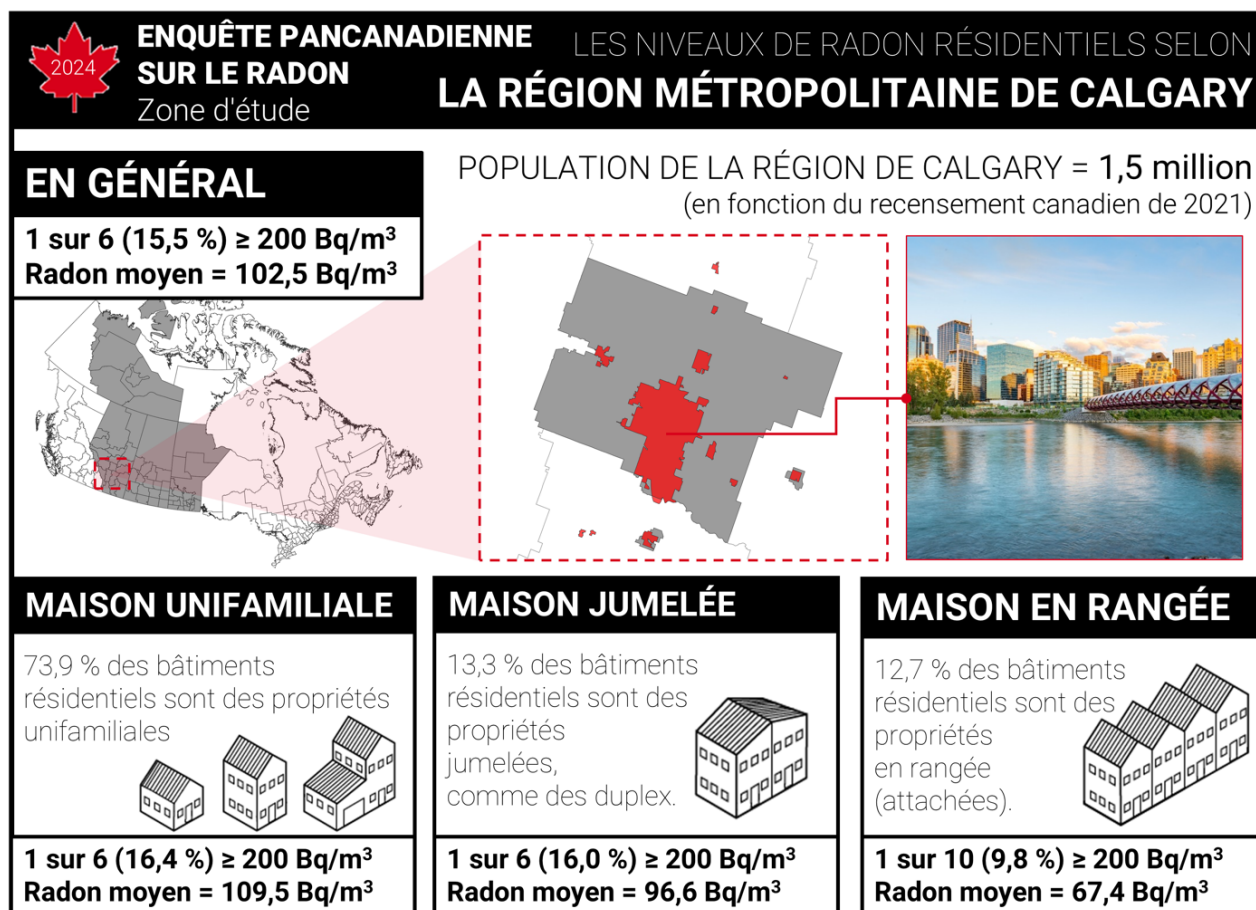 2024
ENQUÊTE PANCANADIENNE
SUR LE RADON
Zone d'étude
LES NIVEAUX DE RADON RÉSIDENTIELS SELON
LA RÉGION MÉTROPOLITAINE DE CALGARY
EN GÉNÉRAL
1 sur 6 (15,5 %) ≥ 200 Bq/m³
Radon moyen = 102,5 Bq/m³
POPULATION DE LA RÉGION DE CALGARY = 1,5 million
(en fonction du recensement canadien de 2021)
MAISON UNIFAMILIALE
73,9 % des bâtiments
résidentiels sont des propriétés
unifamiliales
1 sur 6 (16,4 %) ≥ 200 Bq/m³
Radon moyen = 109,5 Bq/m³
MAISON JUMELÉE
13,3 % des bâtiments
résidentiels sont des
propriétés
jumelées,
comme des duplex.
1 sur 6 (16,0 %) ≥ 200 Bq/m³
Radon moyen = 96,6 Bq/m³
MAISON EN RANGÉE
12,7 % des bâtiments
résidentiels sont des
propriétés
en rangée
(attachées).
1 sur 10 (9,8 %) ≥ 200 Bq/m³
Radon moyen = 67,4 Bq/m³